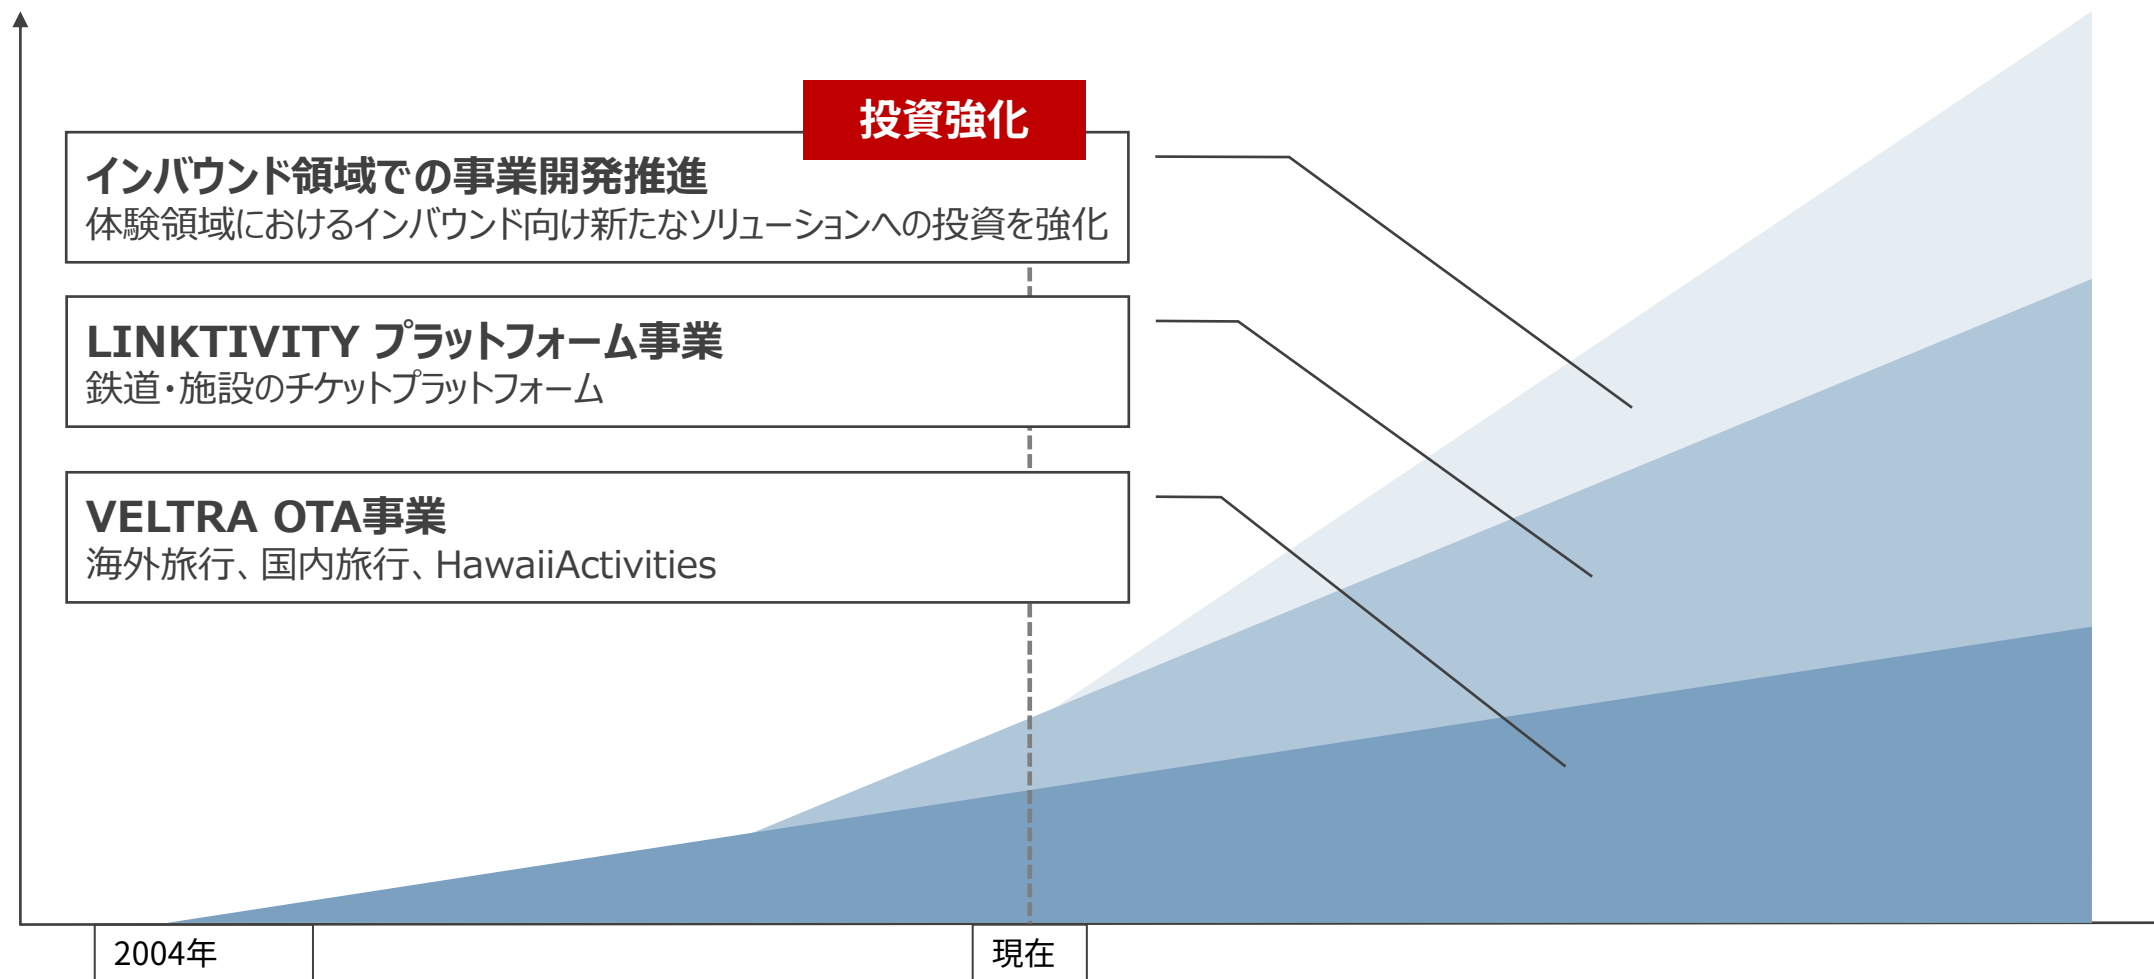 投資強化
インバウンド領域での事業開発推進
体験領域におけるインバウンド向け新たなソリューションへの投資を強化
LINKTIVITY プラットフォーム事業
鉄道・施設のチケットプラットフォーム
VELTRA OTA事業
海外旅行、国内旅行、HawaiiActivities
2004年
現在